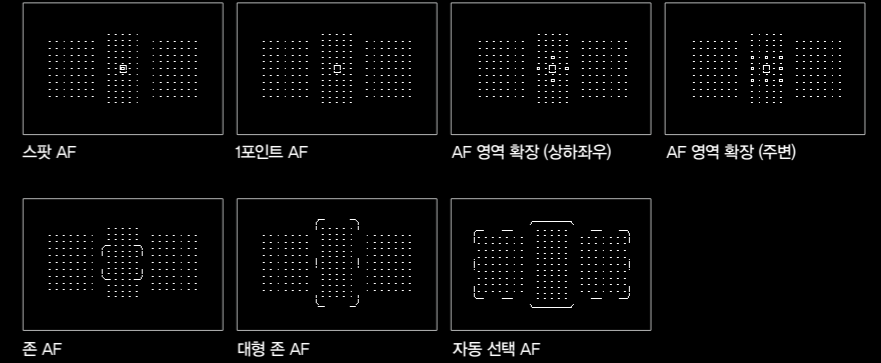 스팟 AF
1포인트 AF
AF 영역 확장 (상하좌우)
AF 영역 확장 (주변)
존 AF
대형 존 AF
자동 선택 AF